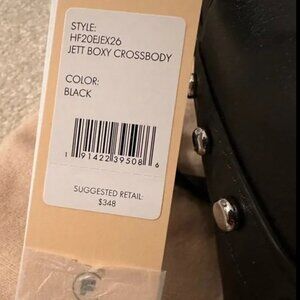 STYLE:
HF20EJEX26
JETT BOXY CROSSBODY
COLOR:
BLACK
1 91422 39508 6
SUGGESTED RETAIL:
$348